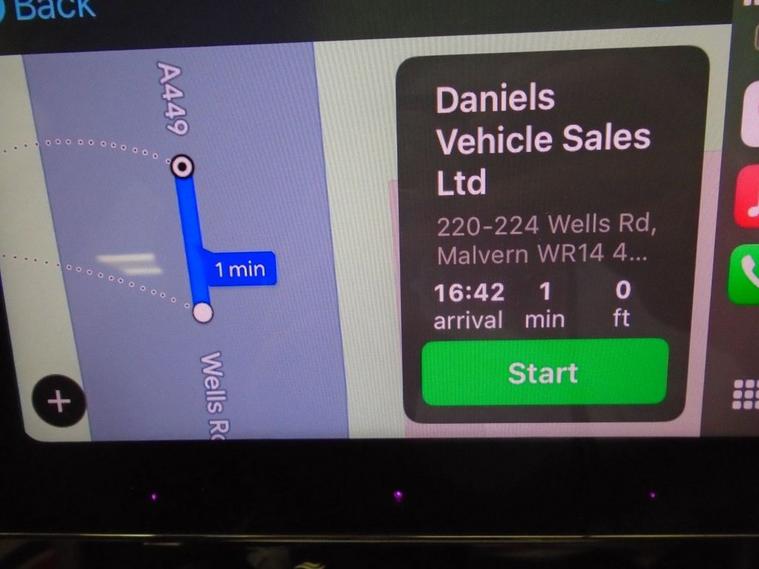 Back
A449
1 min
Wells
Daniels
Vehicle Sales
Ltd
220-224 Wells Rd,
Malvern WR14 4...
16:42 1 0
arrival min ft
Start